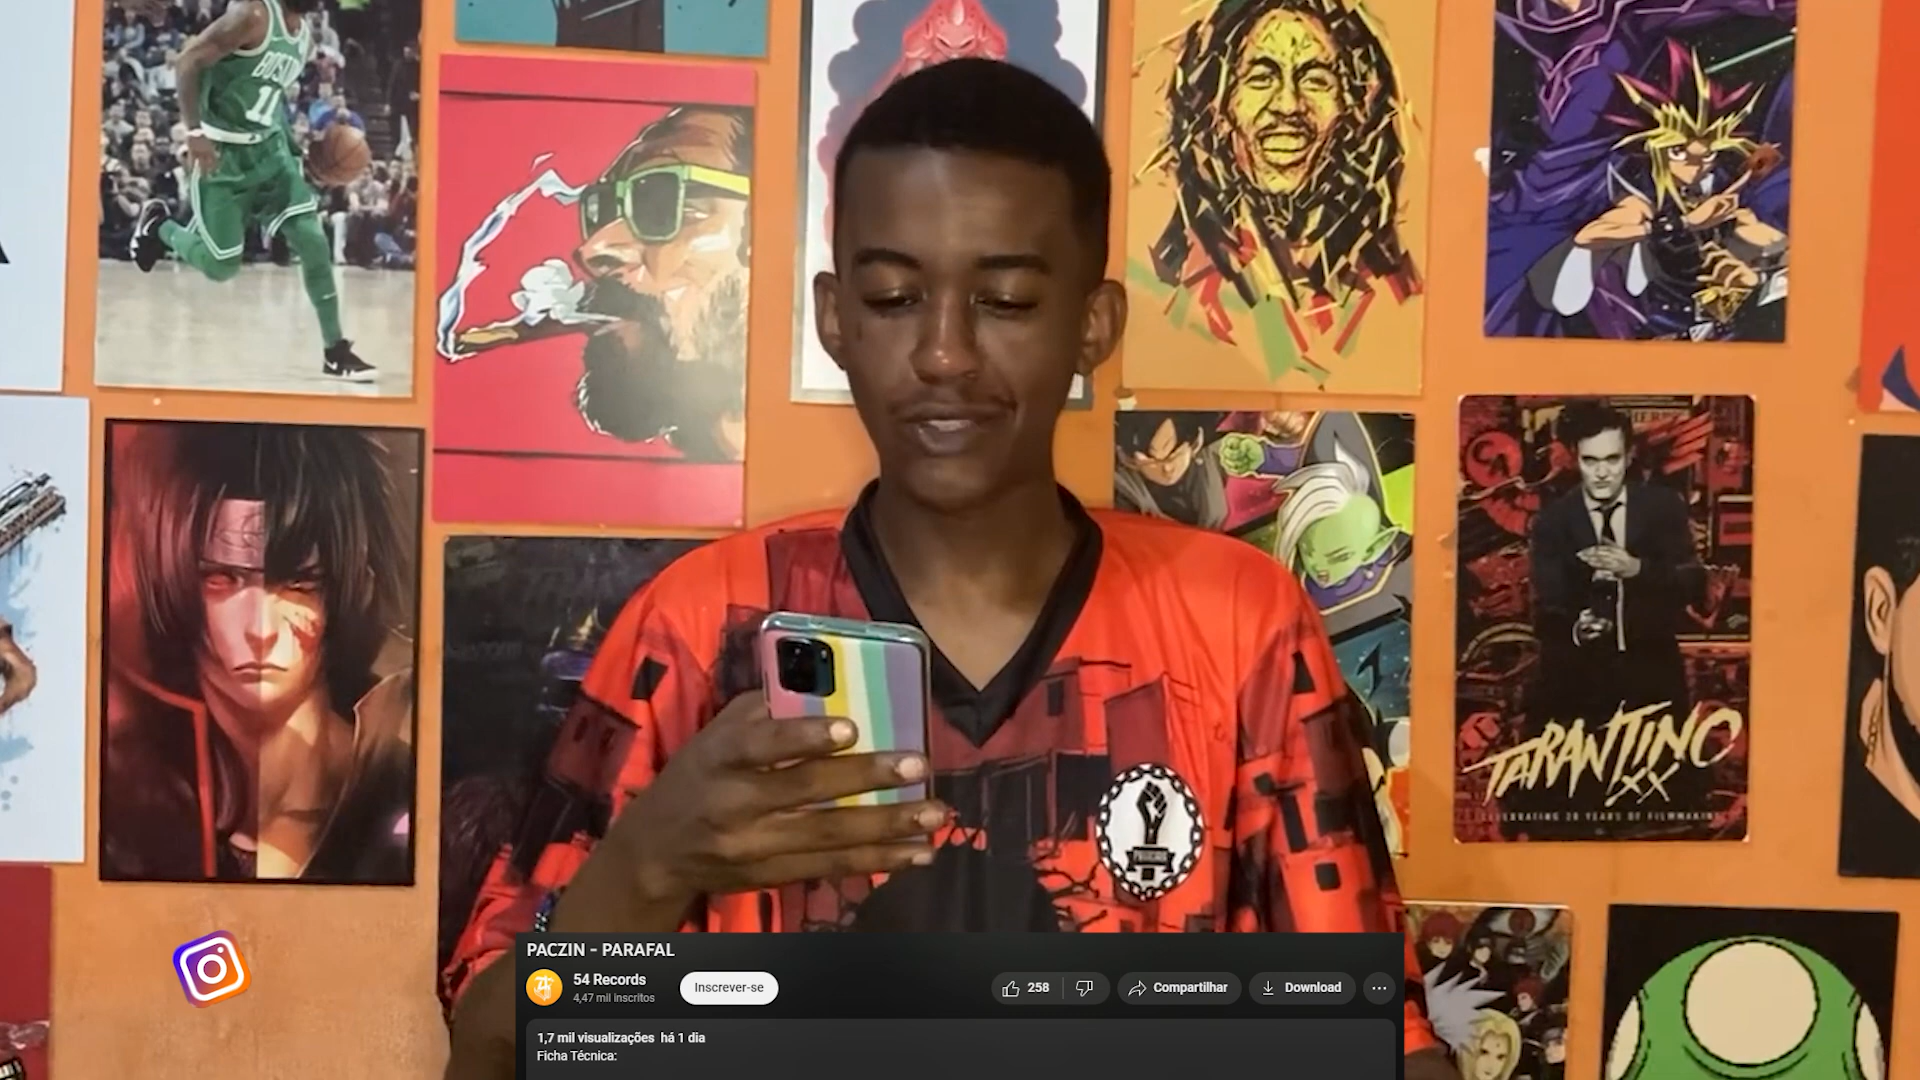 BOSTON
11
TARANTINO
XX
CELEBRATING 20 YEARS OF FILMMAKING
PACZIN - PARAFAL
54 Records
4,47 mil inscritos
Inscrever-se
258
Compartilhar
Download
1,7 mil visualizações há 1 dia
Ficha Técnica: